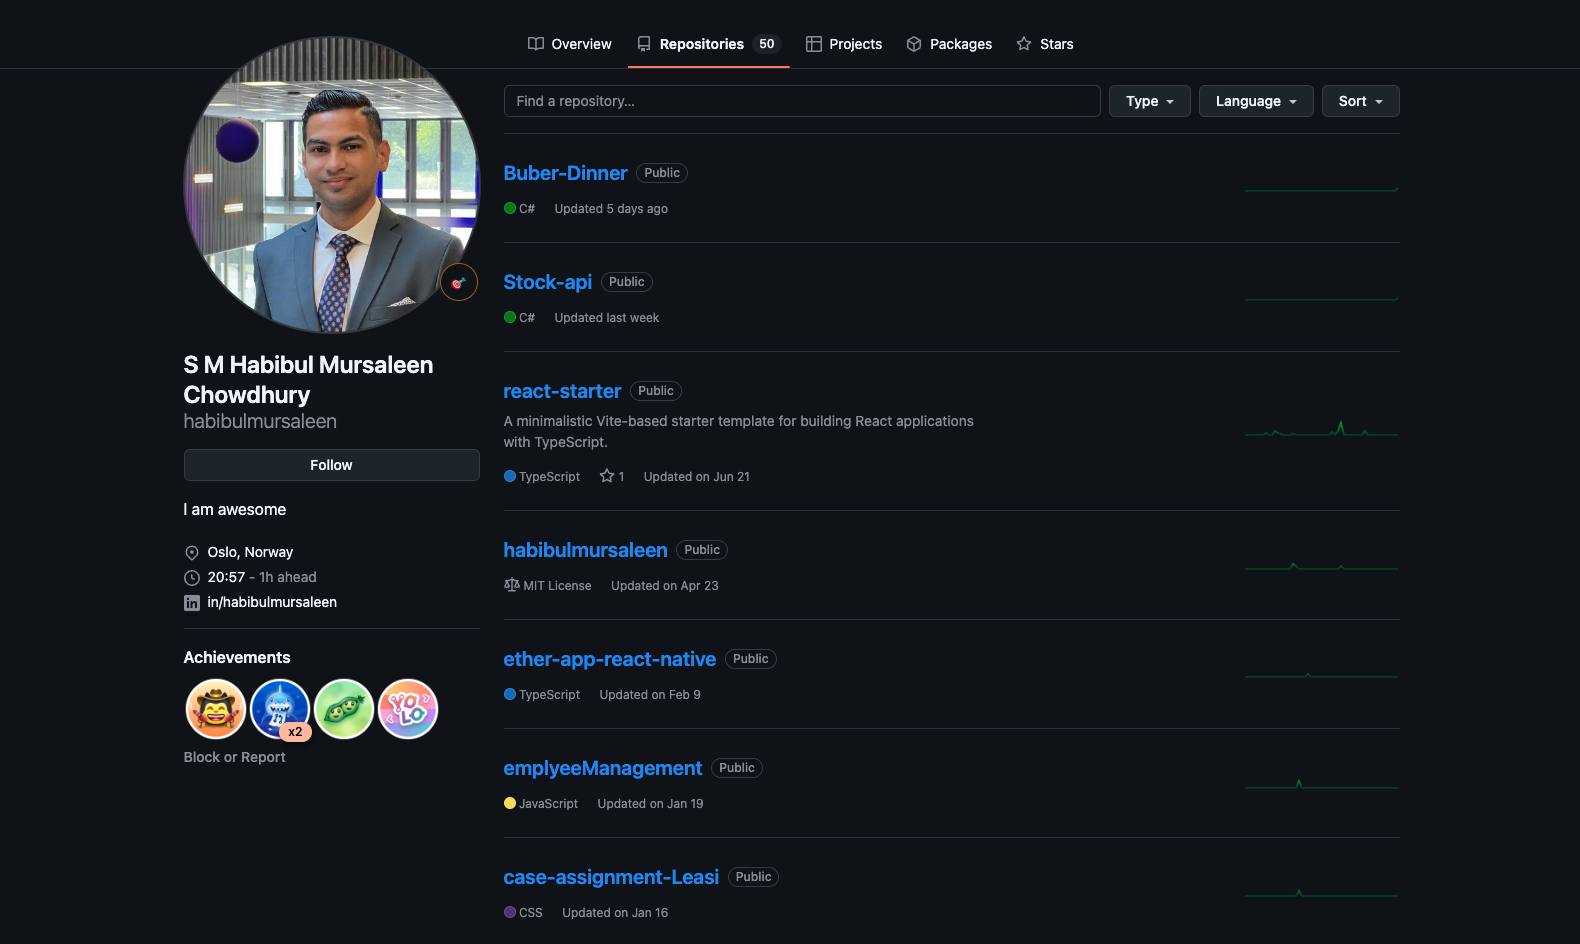 Overview
Repositories 50
Projects
Packages
Stars
Find a repository...
Type
Language
Sort
S M Habibul Mursaleen
Chowdhury
habibulmursaleen
Follow
I am awesome
Oslo, Norway
20:57 - 1h ahead
in/habibulmursaleen
Achievements
x2
YOLO
Block or Report
Buber-Dinner Public
C# Updated 5 days ago
Stock-api Public
C# Updated last week
react-starter Public
A minimalistic Vite-based starter template for building React applications
with TypeScript.
TypeScript 1 Updated on Jun 21
habibulmursaleen Public
MIT License Updated on Apr 23
ether-app-react-native Public
TypeScript Updated on Feb 9
emplyeeManagement Public
JavaScript Updated on Jan 19
case-assignment-Leasi Public
CSS Updated on Jan 16